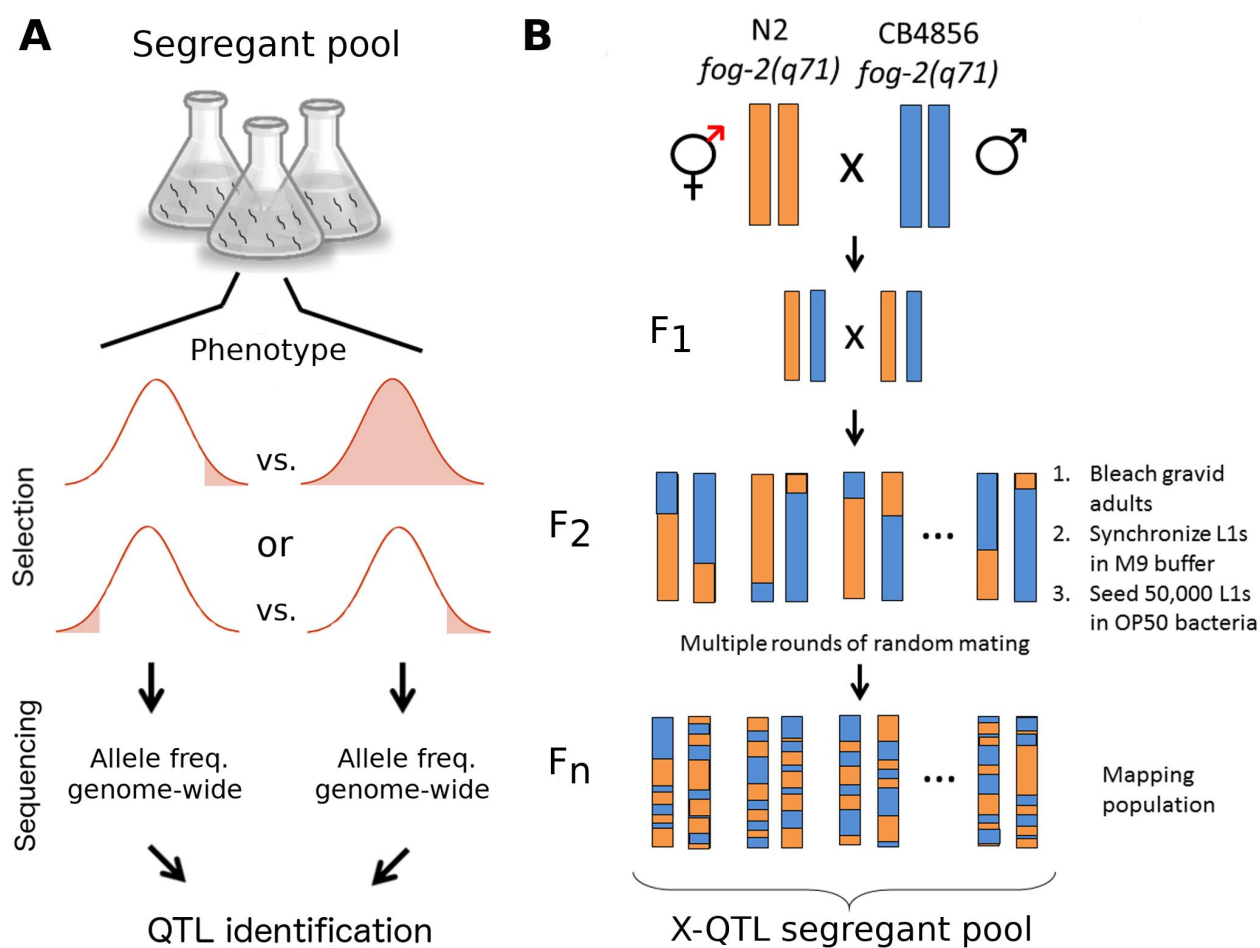 A
Segregant pool
Phenotype
Selection
vs.
or
vs.
Sequencing
Allele freq.
genome-wide
Allele freq.
genome-wide
QTL identification
B
N2
fog-2(q71)
CB4856
fog-2(q71)
X
F1
X
F2
...
1. Bleach gravid
adults
2. Synchronize L1s
in M9 buffer
3. Seed 50,000 L1s
in OP50 bacteria
Multiple rounds of random mating
Fn
...
Mapping
population
X-QTL segregant pool